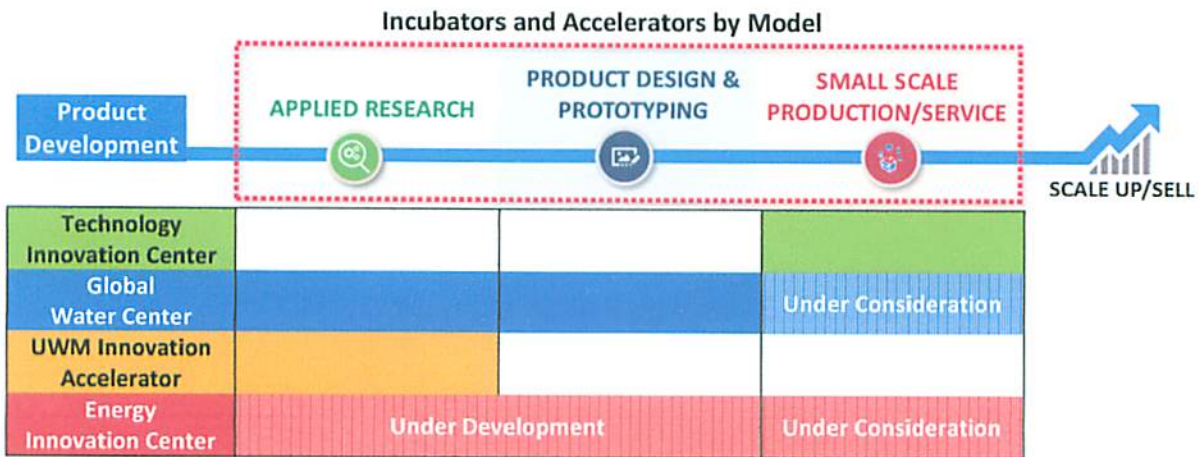 Incubators and Accelerators by Model
Product
Development
APPLIED RESEARCH
PRODUCT DESIGN &
PROTOTYPING
SMALL SCALE
PRODUCTION/SERVICE
SCALE UP/SELL
Technology
Innovation Center
Global
Water Center
Under Consideration
UWM Innovation
Accelerator
Energy
Innovation Center
Under Development
Under Consideration